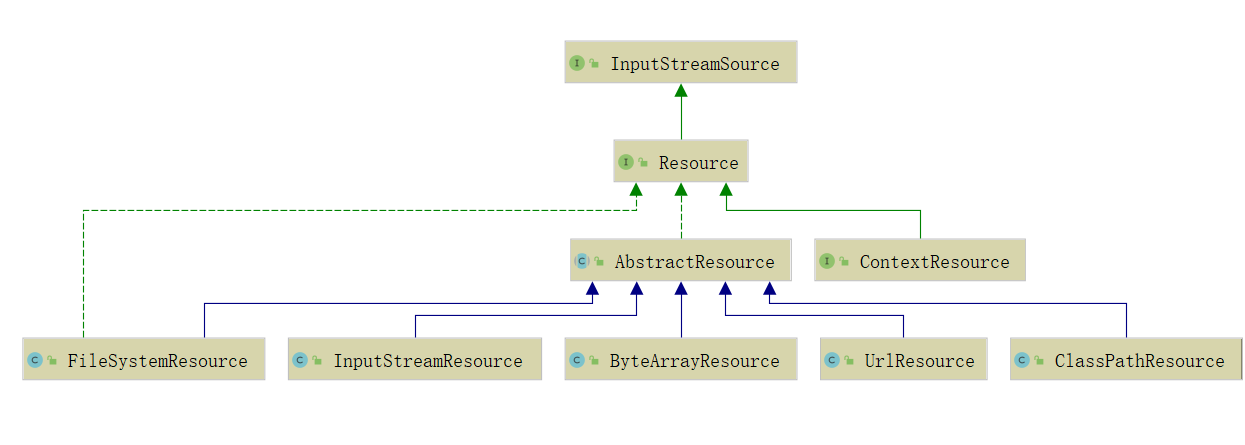 I InputStreamSource
I Resource
C AbstractResource
I ContextResource
C FileSystemResource
C InputStreamResource
C ByteArrayResource
C UrlResource
C ClassPathResource